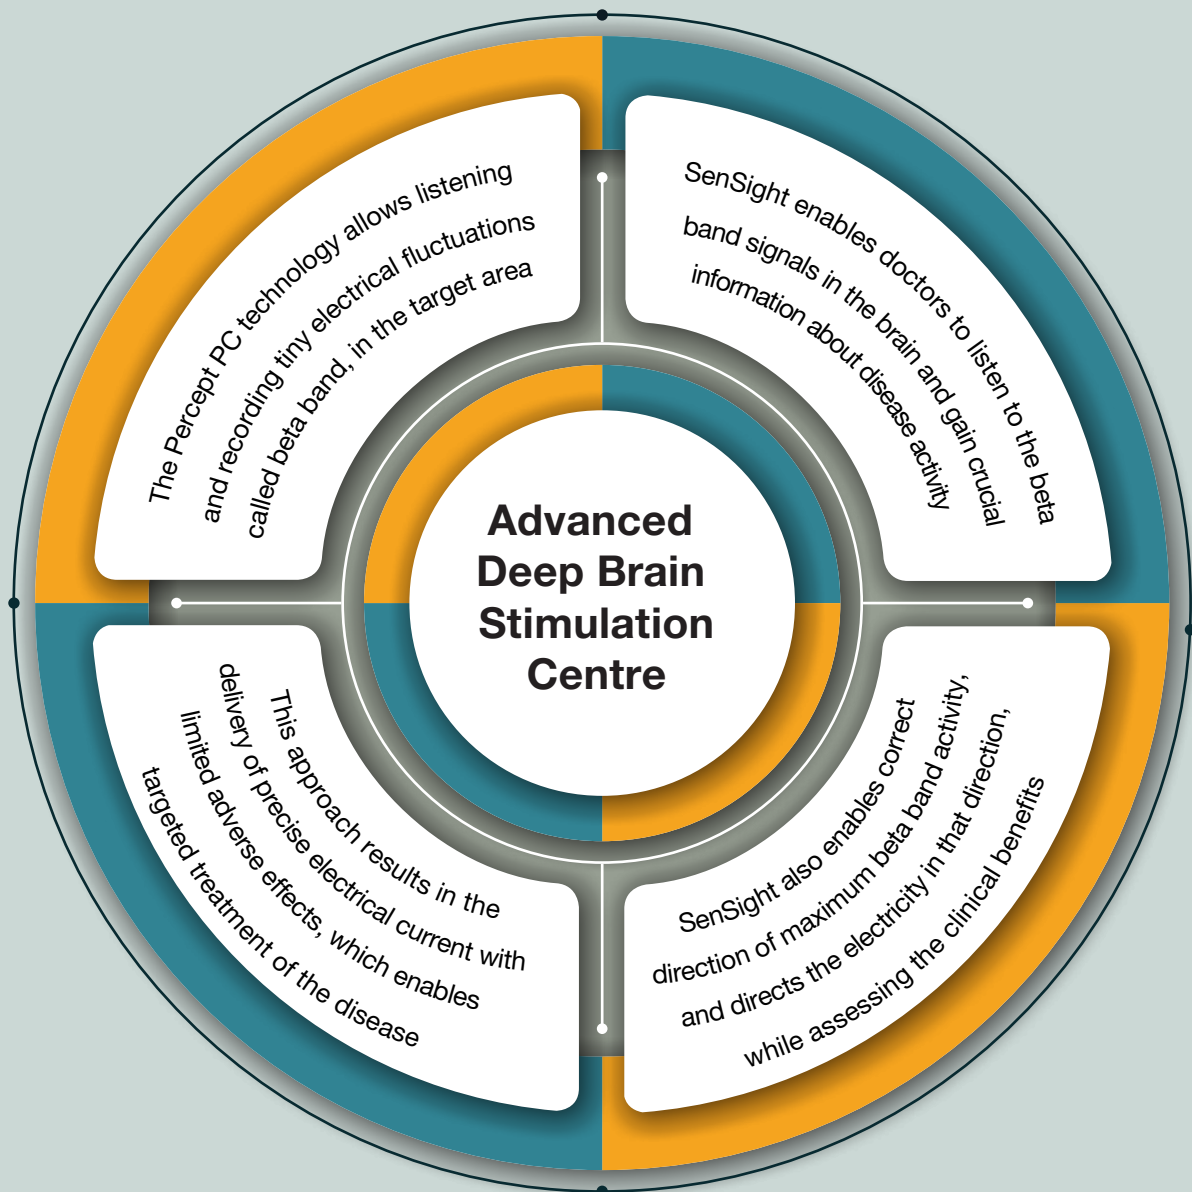 The Percept PC technology allows listening
and recording tiny electrical fluctuations
called beta band, in the target area
SenSight enables doctors to listen to the beta
band signals in the brain and gain crucial
information about disease activity
Advanced
Deep Brain
Stimulation
Centre
This approach results in the
delivery of precise electrical current with
limited adverse effects, which enables
targeted treatment of the disease
SenSight also enables correct
direction of maximum beta band activity,
and directs the electricity in that direction,
while assessing the clinical benefits